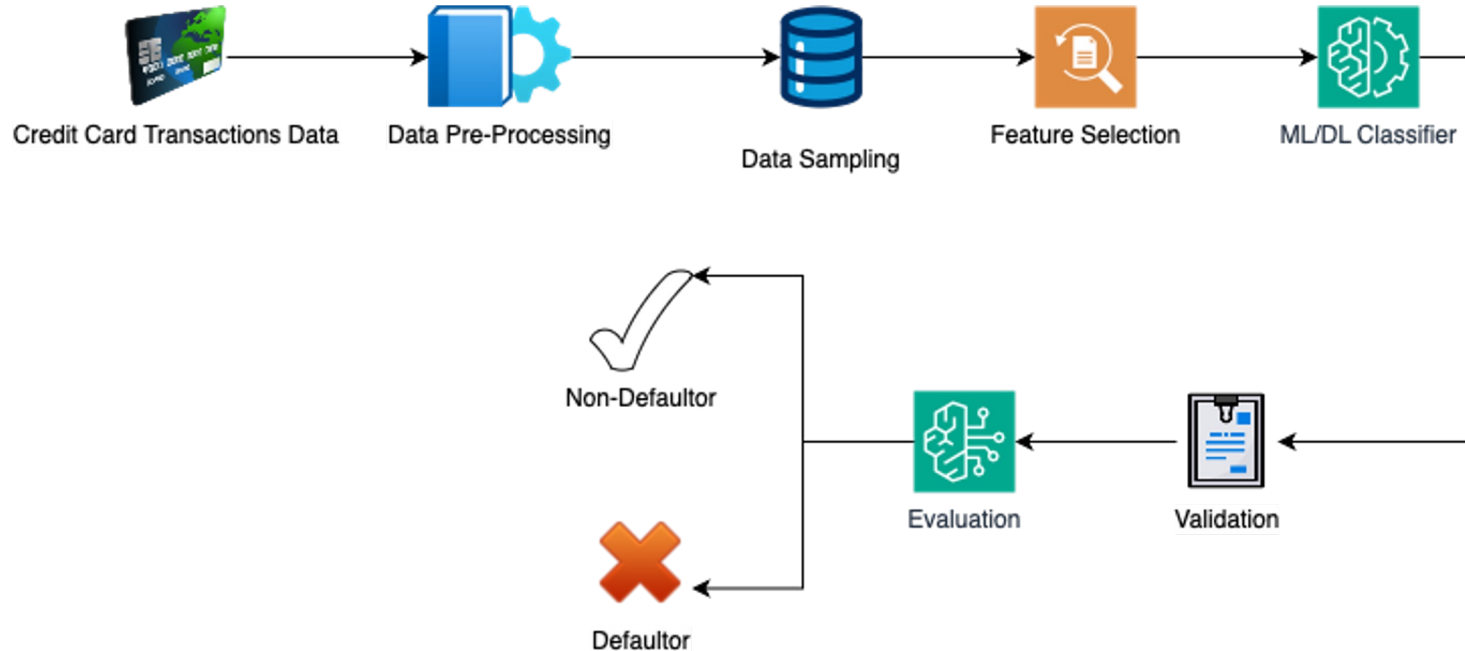 Credit Card Transactions Data
Data Pre-Processing
Data Sampling
Feature Selection
ML/DL Classifier
Non-Defaultor
Evaluation
Validation
Defaultor